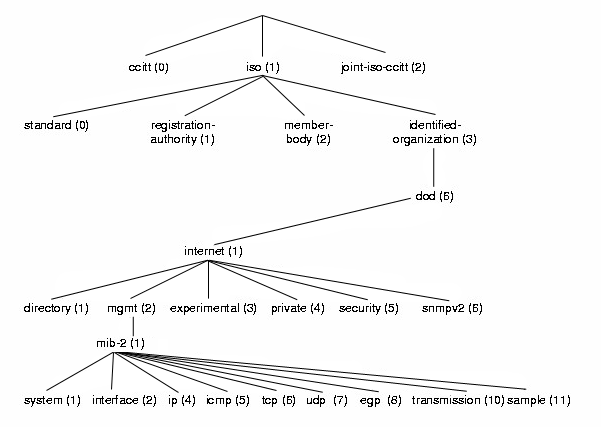 ccitt (0) iso (1) joint-iso-ccitt (2)
standard (0) registration-authority (1) member-body (2) identified-organization (3)
dod (6)
internet (1)
directory (1) mgmt (2) experimental (3) private (4) security (5) snmpv2 (6)
mib-2 (1)
system (1) interface (2) ip (4) icmp (5) tcp (6) udp (7) egp (8) transmission (10) sample (11)